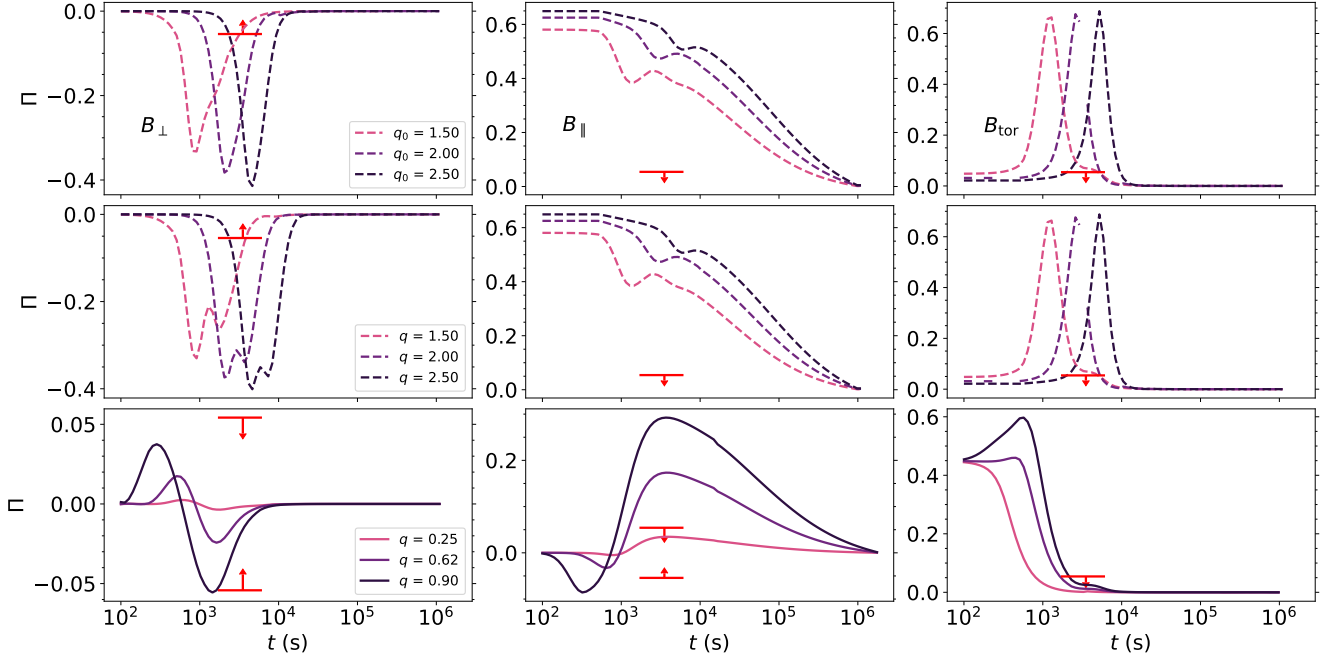 0.0
−0.2
−0.4
Π
B⊥
q₀ = 1.50
q₀ = 2.00
q₀ = 2.50
0.6
0.4
0.2
0.0
B∥
0.6
0.4
0.2
0.0
B_tor
0.0
−0.2
−0.4
Π
q = 1.50
q = 2.00
q = 2.50
0.6
0.4
0.2
0.0
0.6
0.4
0.2
0.0
0.05
0.00
−0.05
Π
q = 0.25
q = 0.62
q = 0.90
0.2
0.0
0.6
0.4
0.2
0.0
10² 10³ 10⁴ 10⁵ 10⁶
t (s)
10² 10³ 10⁴ 10⁵ 10⁶
t (s)
10² 10³ 10⁴ 10⁵ 10⁶
t (s)